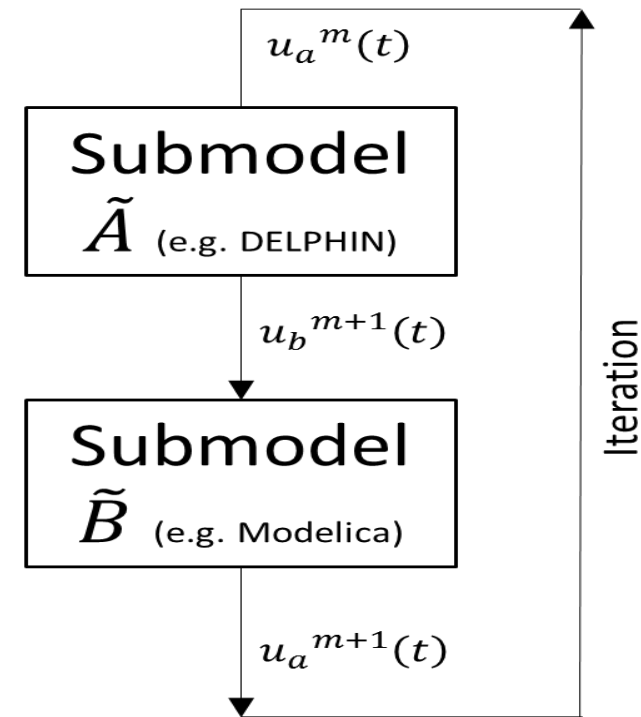 u_a^m(t)
Submodel
Ã (e.g. DELPHIN)
u_b^{m+1}(t)
Submodel
B̃ (e.g. Modelica)
u_a^{m+1}(t)
Iteration